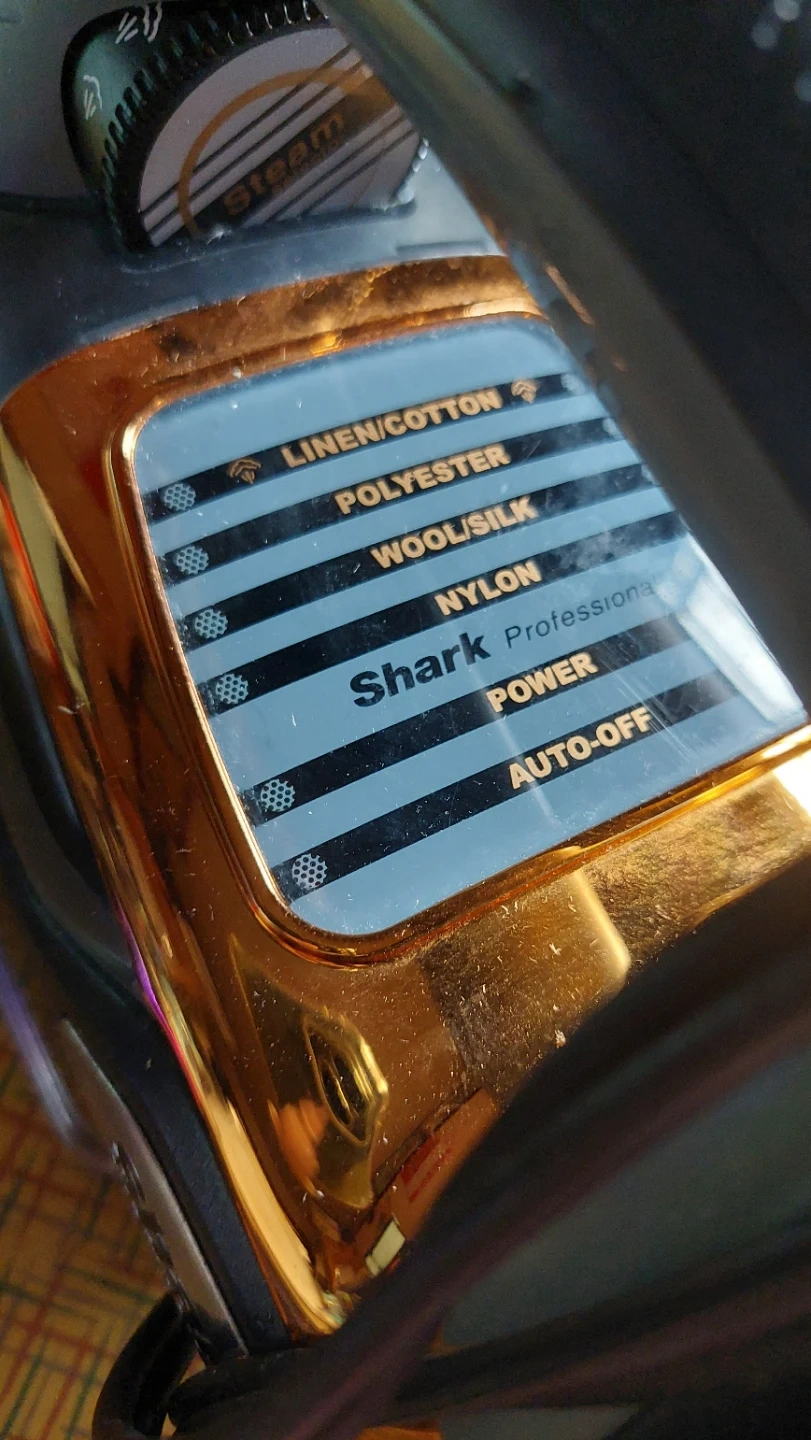 Steam
LINEN/COTTON
POLYESTER
WOOL/SILK
NYLON
Shark Professional
POWER
AUTO-OFF